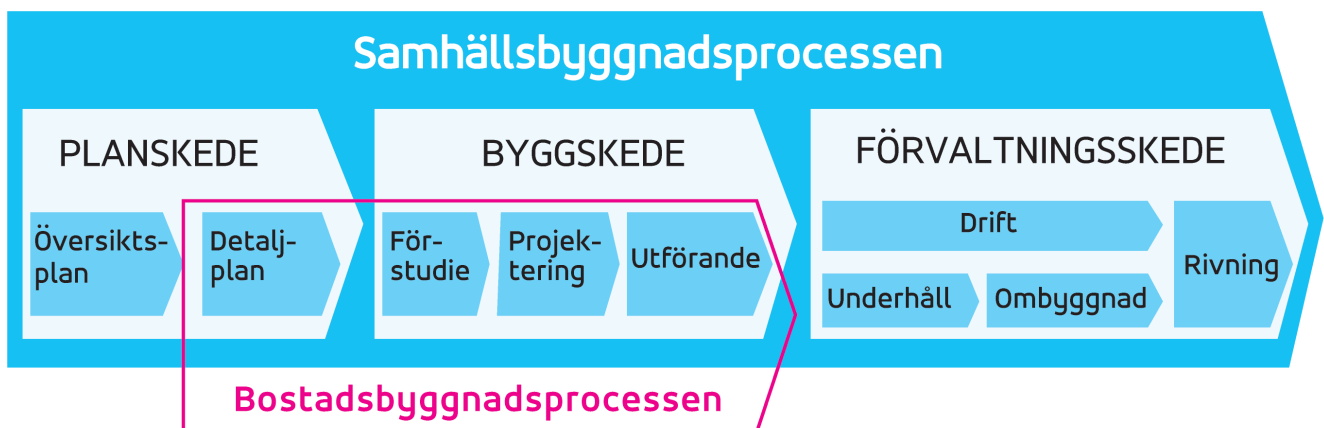 Samhällsbyggnadsprocessen
PLANSKEDE
Översikts-
plan
Detalj-
plan
BYGGSKEDE
För-
studie
Projek-
tering
Utförande
FÖRVALTNINGSSKEDE
Drift
Underhåll
Ombyggnad
Rivning
Bostadsbyggnadsprocessen